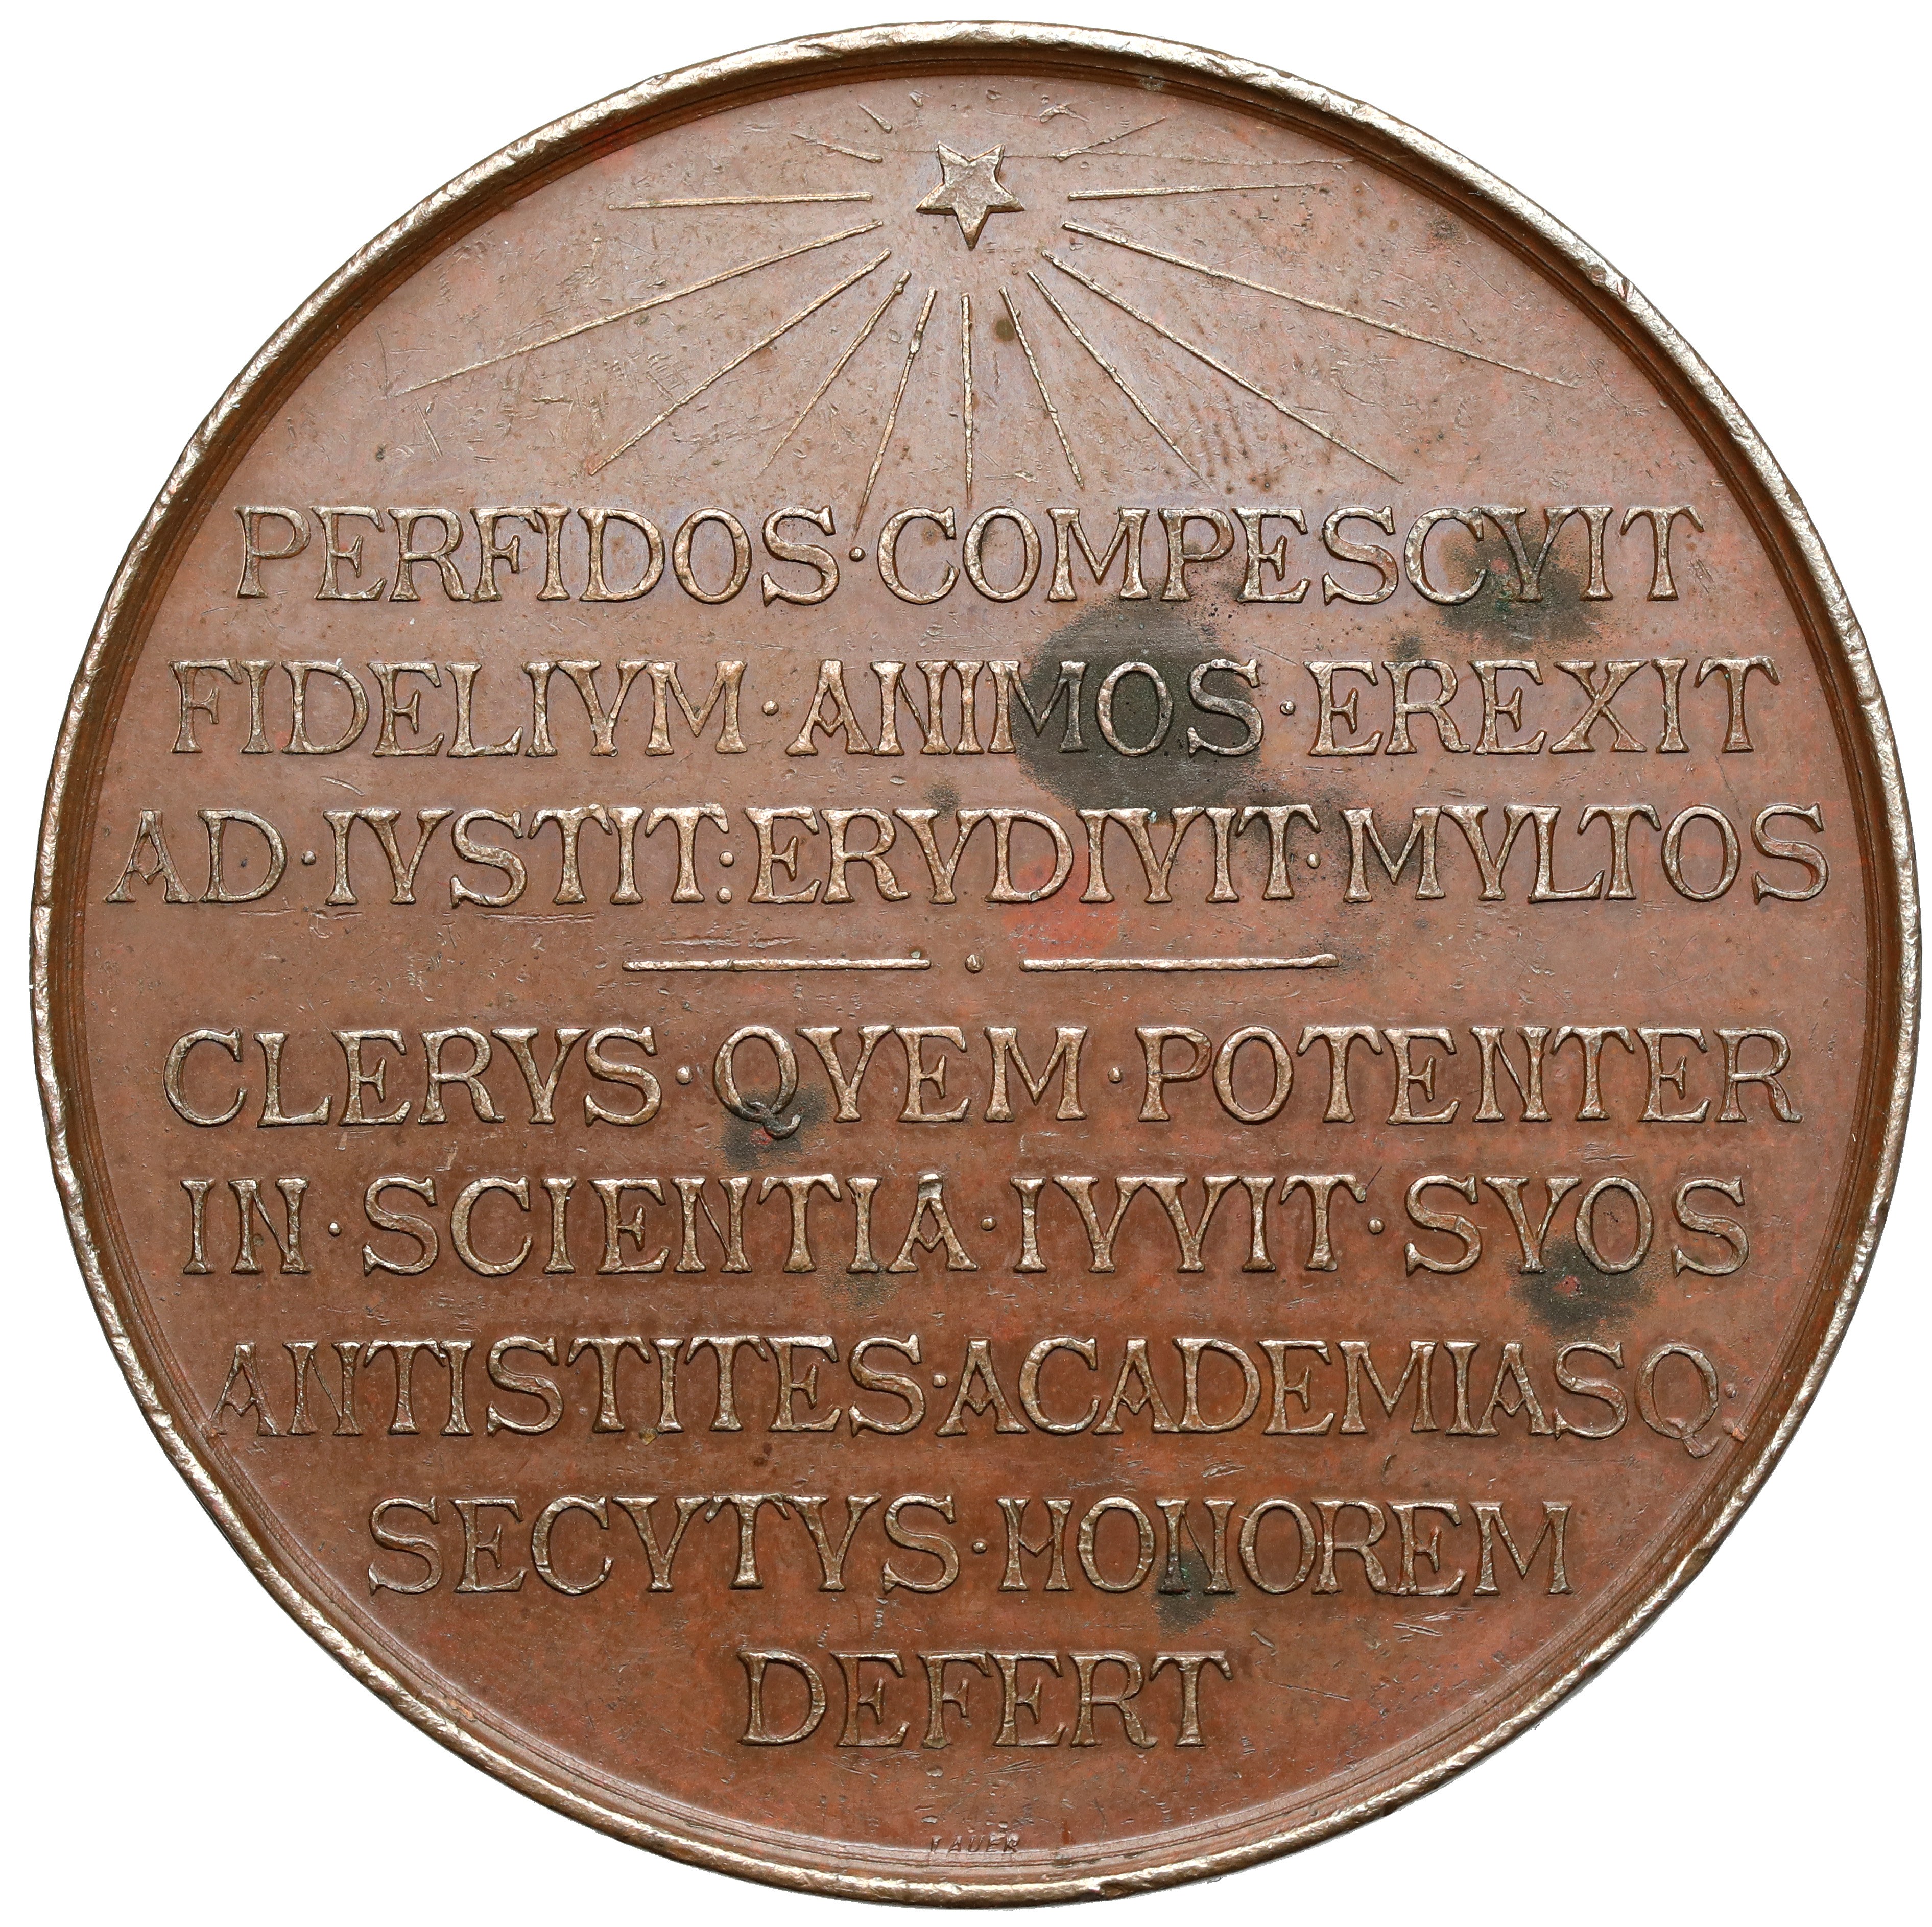 PERFIDOS·COMPESCVIT
FIDELIVM·ANIMOS·EREXIT
AD·IVSTIT:ERVDIVIT·MVLTOS
CLERVS·QVEM·POTENTER
IN·SCIENTIA·IVVIT·SVOS
ANTISTITES·ACADEMIASQ·
SECVTVS·HONOREM
DEFERT